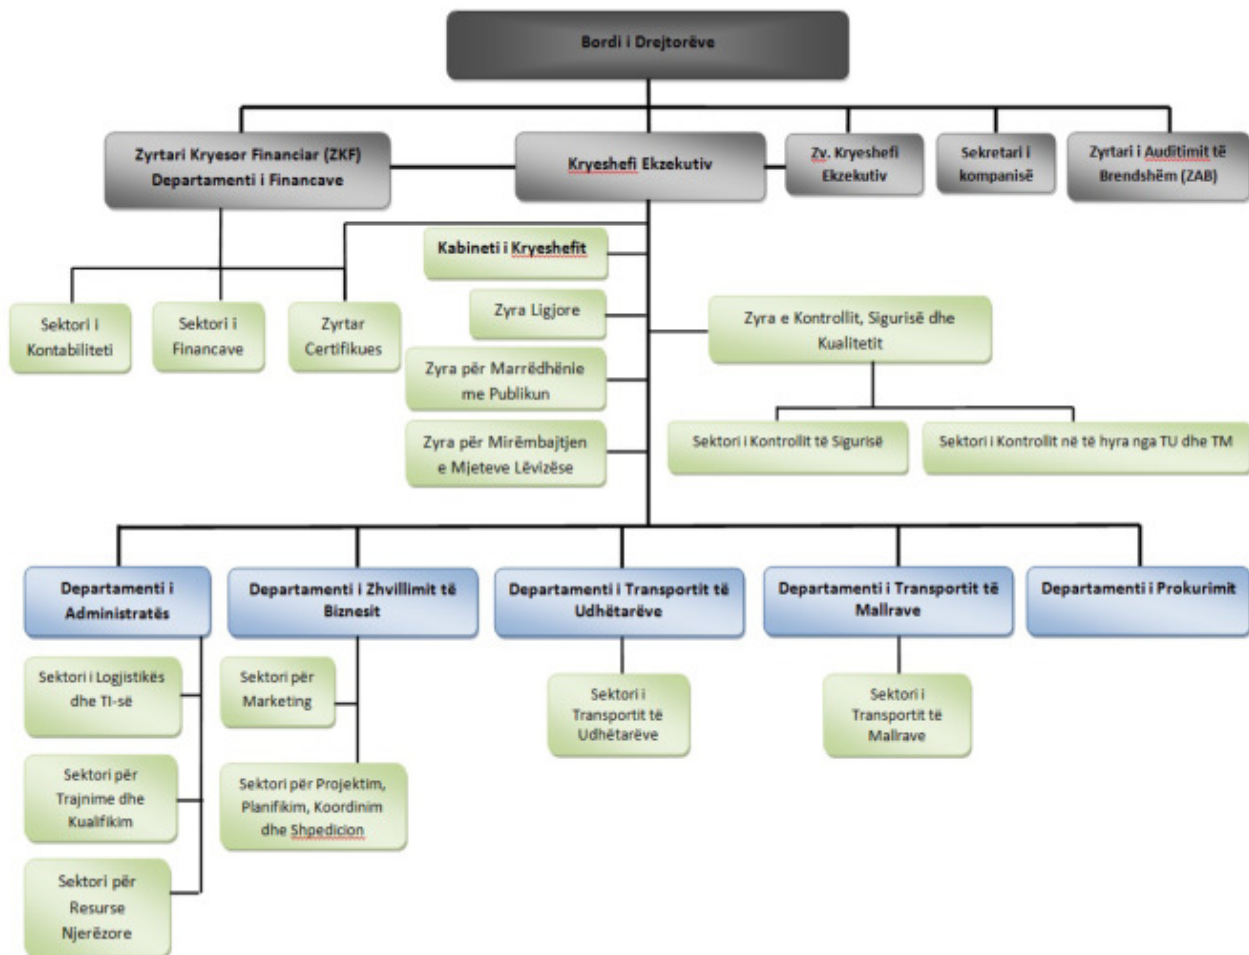 Bordi i Drejtorëve
Zyrtari Kryesor Financiar (ZKF)
Departamenti i Financave
Kryeshefi Ekzekutiv
Zv. Kryeshefi
Ekzekutiv
Sekretari i
kompanisë
Zyrtari i Auditimit të
Brendshëm (ZAB)
Kabineti i Kryeshefit
Sektori i
Kontabiliteti
Sektori i
Financave
Zyrtar
Certifikues
Zyra Ligjore
Zyra e Kontrollit, Sigurisë dhe
Kualitetit
Zyra për Marrëdhënie
me Publikun
Zyra për Mirëmbajtjen
e Mjeteve Lëvizëse
Sektori i Kontrollit të Sigurisë
Sektori i Kontrollit në të hyra nga TU dhe TM
Departamenti i
Administratës
Departamenti i Zhvillimit të
Biznesit
Departamenti i Transportit të
Udhëtarëve
Departamenti i Transportit të
Mallrave
Departamenti i Prokurimit
Sektori i Logjistikës
dhe TI-së
Sektori për
Marketing
Sektori i
Transportit të
Udhëtarëve
Sektori i
Transportit të
Mallrave
Sektori për
Trajnime dhe
Kualifikim
Sektori për Projektim,
Planifikim, Koordinim
dhe Shpedicion
Sektori për
Resurse
Njerëzore